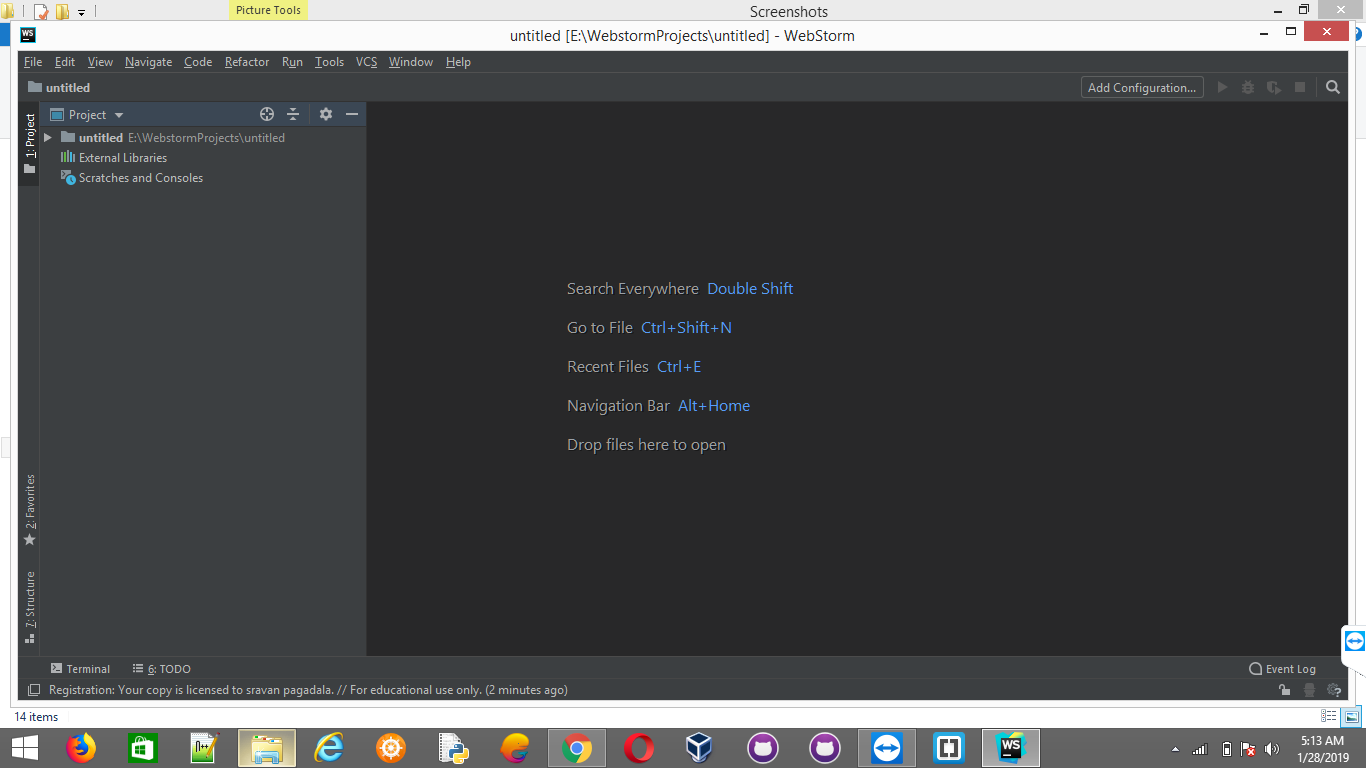 Picture Tools
Screenshots
WS
untitled [E:\WebstormProjects\untitled] - WebStorm
File Edit View Navigate Code Refactor Run Tools VCS Window Help
untitled
Add Configuration...
1: Project
Project
untitled E:\WebstormProjects\untitled
External Libraries
Scratches and Consoles
Search Everywhere Double Shift
Go to File Ctrl+Shift+N
Recent Files Ctrl+E
Navigation Bar Alt+Home
Drop files here to open
2: Favorites
7: Structure
Terminal
6: TODO
Event Log
Registration: Your copy is licensed to sravan pagadala. // For educational use only. (2 minutes ago)
14 items
WS
5:13 AM
1/28/2019